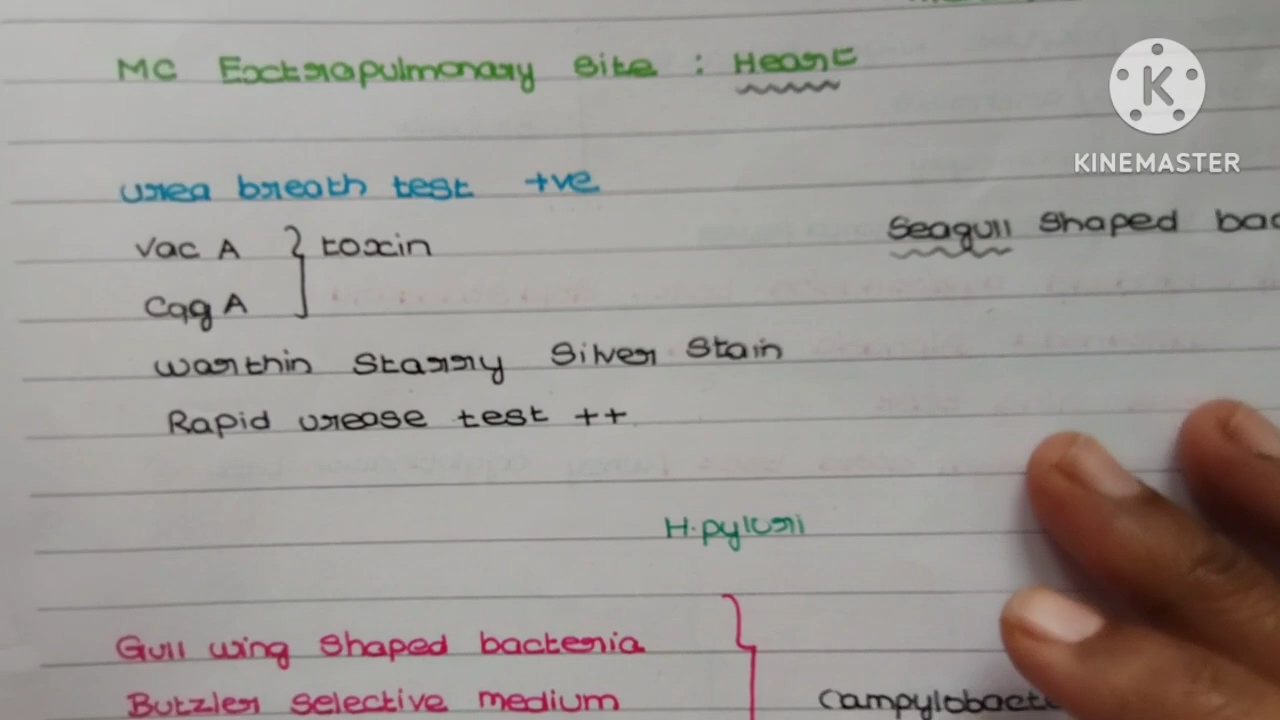 MC Extrapulmonary Site : Heart
KINEMASTER
urea breath test +ve
Seagull Shaped bac
Vac A } toxin
Cag A
Warthin Starry Silver Stain
Rapid urease test ++
H. pylori
Gull wing Shaped bacteria
Butzler selective medium
Campylobacte